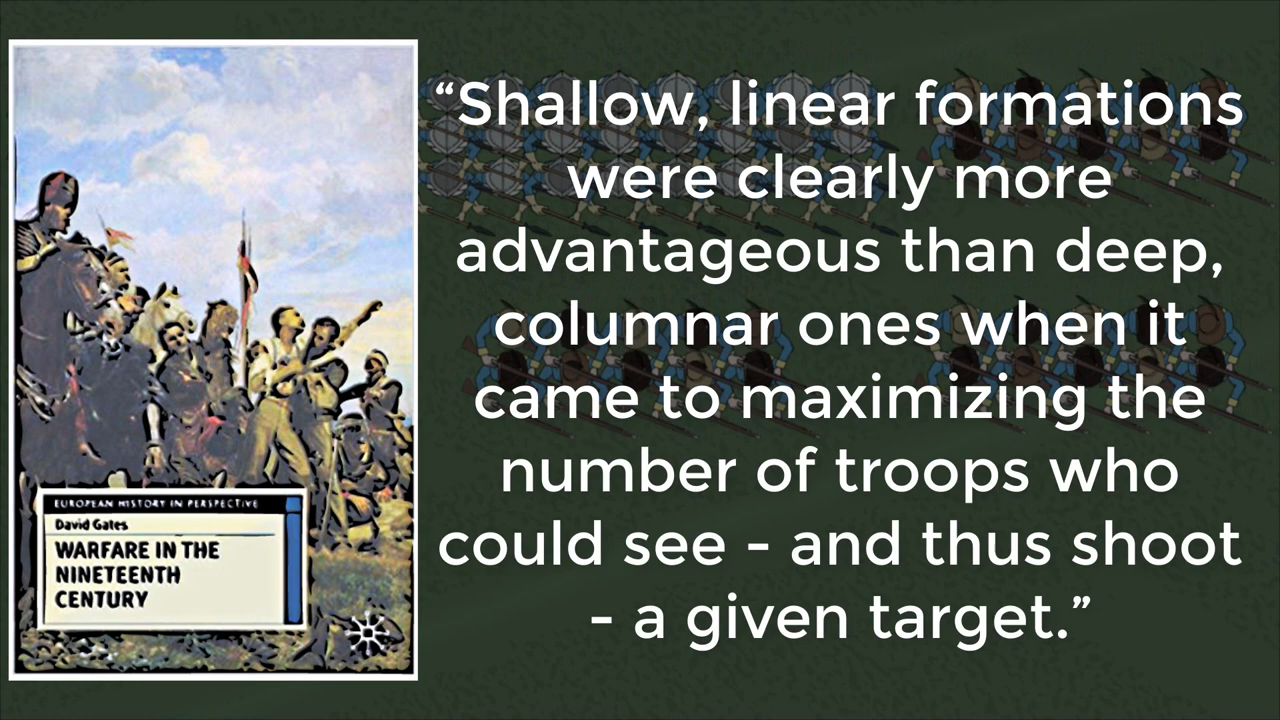 “Shallow, linear formations
were clearly more
advantageous than deep,
columnar ones when it
came to maximizing the
number of troops who
could see - and thus shoot
- a given target.”
EUROPEAN HISTORY IN PERSPECTIVE
David Gates
WARFARE IN THE
NINETEENTH
CENTURY